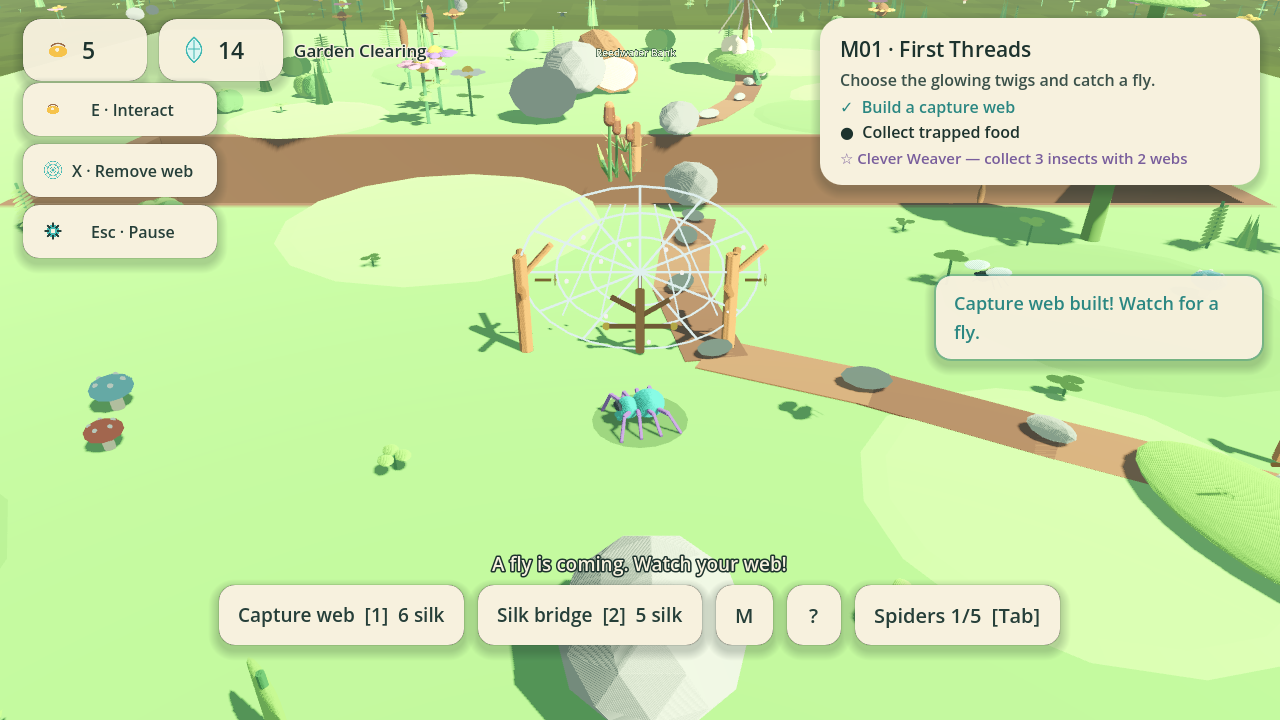 5
14
Garden Clearing
E · Interact
X · Remove web
Esc · Pause
Reedwater Bank
M01 · First Threads
Choose the glowing twigs and catch a fly.
✓ Build a capture web
● Collect trapped food
☆ Clever Weaver — collect 3 insects with 2 webs
Capture web built! Watch for a
fly.
A fly is coming. Watch your web!
Capture web [1] 6 silk
Silk bridge [2] 5 silk
M
?
Spiders 1/5 [Tab]